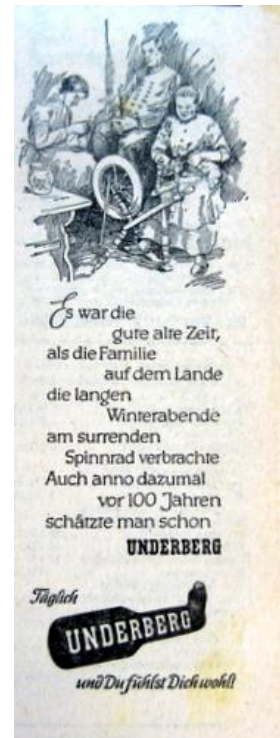 Es war die
gute alte Zeit,
als die Familie
auf dem Lande
die langen
Winterabende
am surrenden
Spinnrad verbrachte
Auch anno dazumal
vor 100 Jahren
schätzte man schon
UNDERBERG
Täglich
UNDERBERG
und Du fühlst Dich wohl!